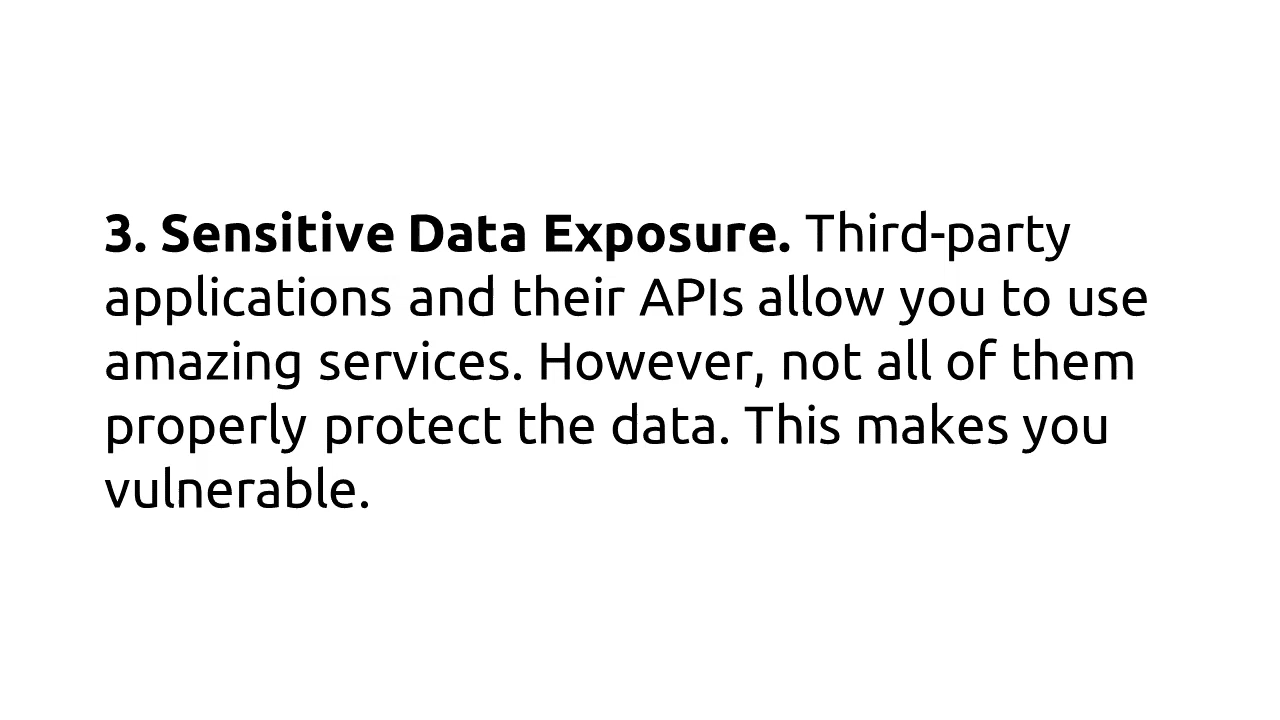 3. Sensitive Data Exposure. Third-party
applications and their APIs allow you to use
amazing services. However, not all of them
properly protect the data. This makes you
vulnerable.